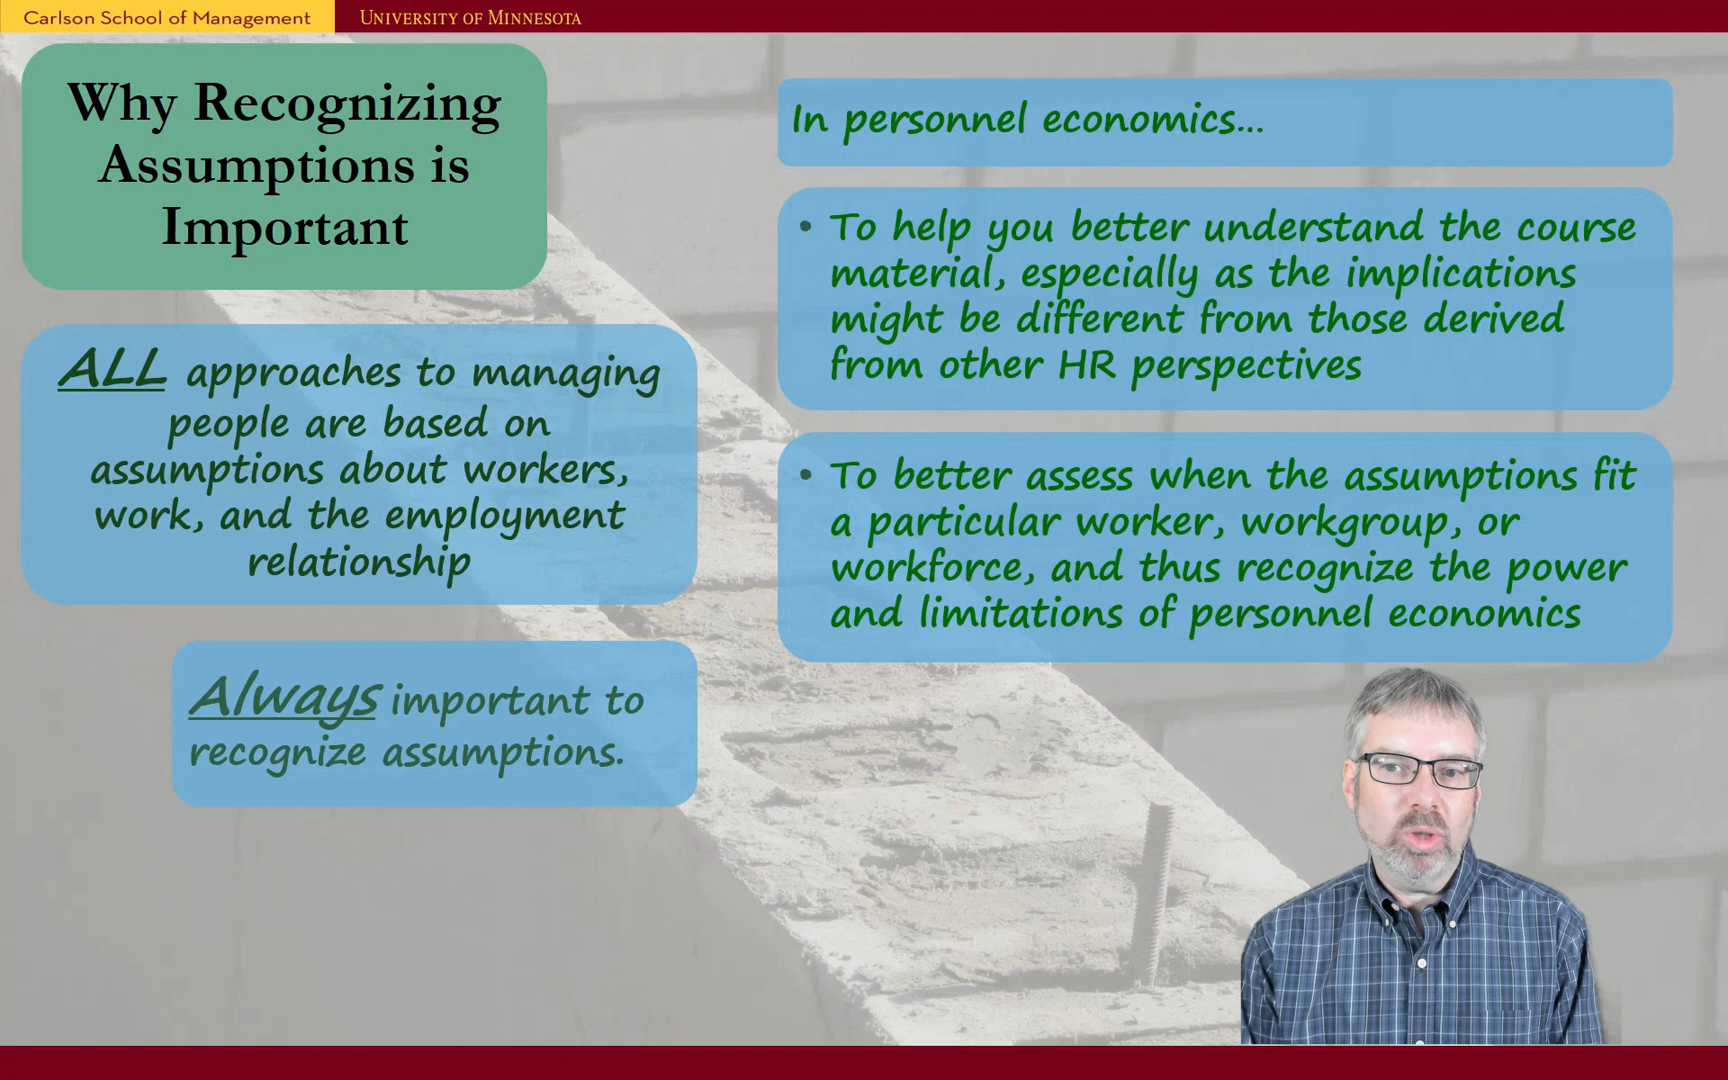 Carlson School of Management
UNIVERSITY OF MINNESOTA
Why Recognizing
Assumptions is
Important
ALL approaches to managing
people are based on
assumptions about workers,
work, and the employment
relationship
Always important to
recognize assumptions.
In personnel economics...
• To help you better understand the course
material, especially as the implications
might be different from those derived
from other HR perspectives
• To better assess when the assumptions fit
a particular worker, workgroup, or
workforce, and thus recognize the power
and limitations of personnel economics